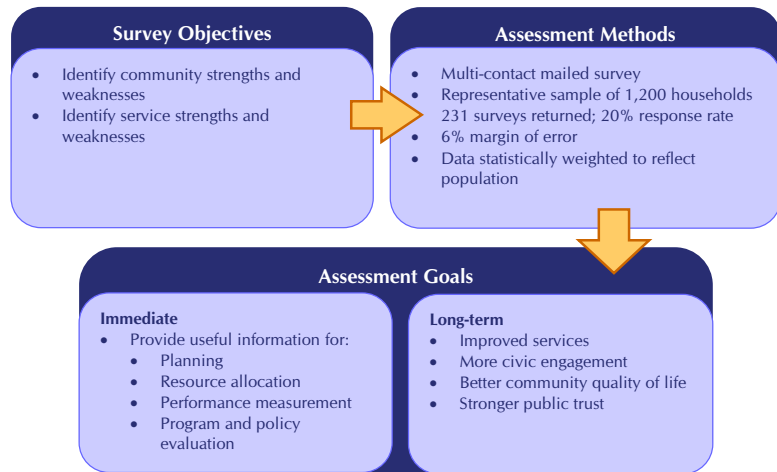 Survey Objectives
• Identify community strengths and
weaknesses
• Identify service strengths and
weaknesses
Assessment Methods
• Multi-contact mailed survey
• Representative sample of 1,200 households
• 231 surveys returned; 20% response rate
• 6% margin of error
• Data statistically weighted to reflect
population
Assessment Goals
Immediate
• Provide useful information for:
• Planning
• Resource allocation
• Performance measurement
• Program and policy
evaluation
Long-term
• Improved services
• More civic engagement
• Better community quality of life
• Stronger public trust